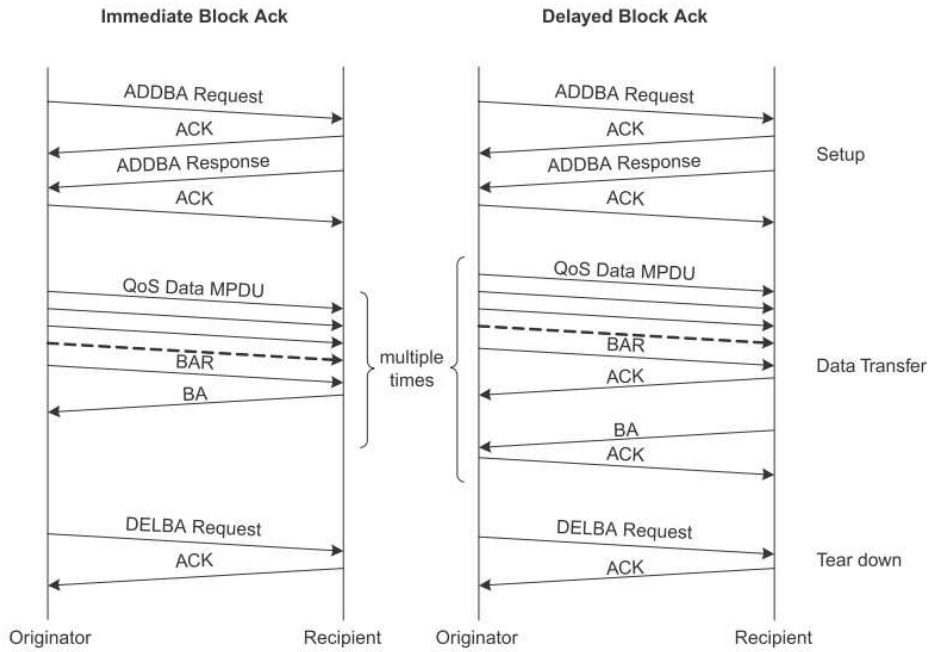 Immediate Block Ack
Delayed Block Ack
ADDBA Request
ACK
ADDBA Response
ACK
QoS Data MPDU
BAR
BA
multiple
times
DELBA Request
ACK
Originator
Recipient
ADDBA Request
ACK
ADDBA Response
ACK
Setup
QoS Data MPDU
BAR
ACK
BA
ACK
Data Transfer
DELBA Request
ACK
Tear down
Originator
Recipient